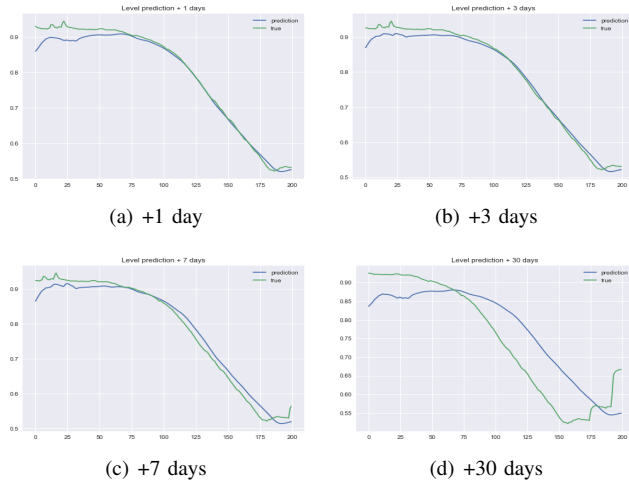 Level prediction + 1 days
prediction
true
0.9
0.8
0.7
0.6
0.5
0 25 50 75 100 125 150 175 200
(a) +1 day
Level prediction + 3 days
prediction
true
0.9
0.8
0.7
0.6
0.5
0 25 50 75 100 125 150 175 200
(b) +3 days
Level prediction + 7 days
prediction
true
0.9
0.8
0.7
0.6
0.5
0 25 50 75 100 125 150 175 200
(c) +7 days
Level prediction + 30 days
prediction
true
0.90
0.85
0.80
0.75
0.70
0.65
0.60
0.55
0 25 50 75 100 125 150 175 200
(d) +30 days